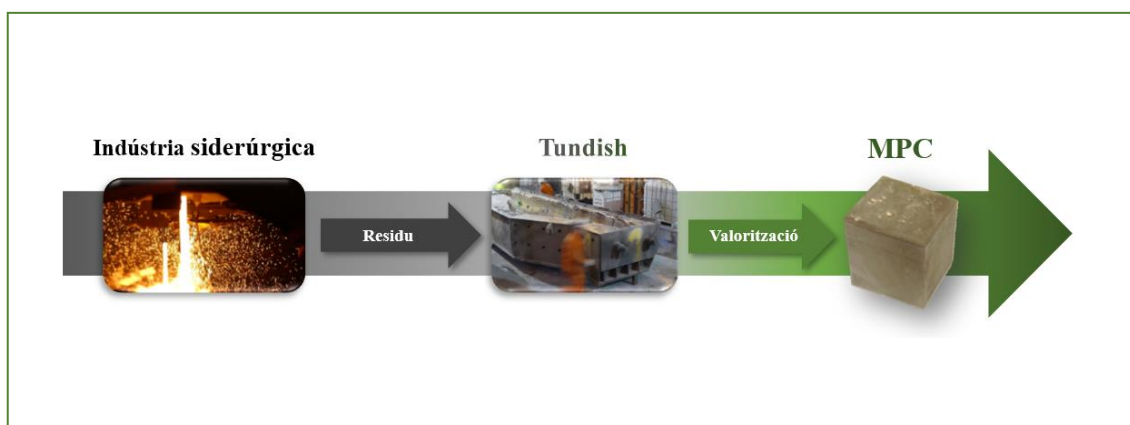 Indústria siderúrgica
Tundish
MPC
Residu
Valorització